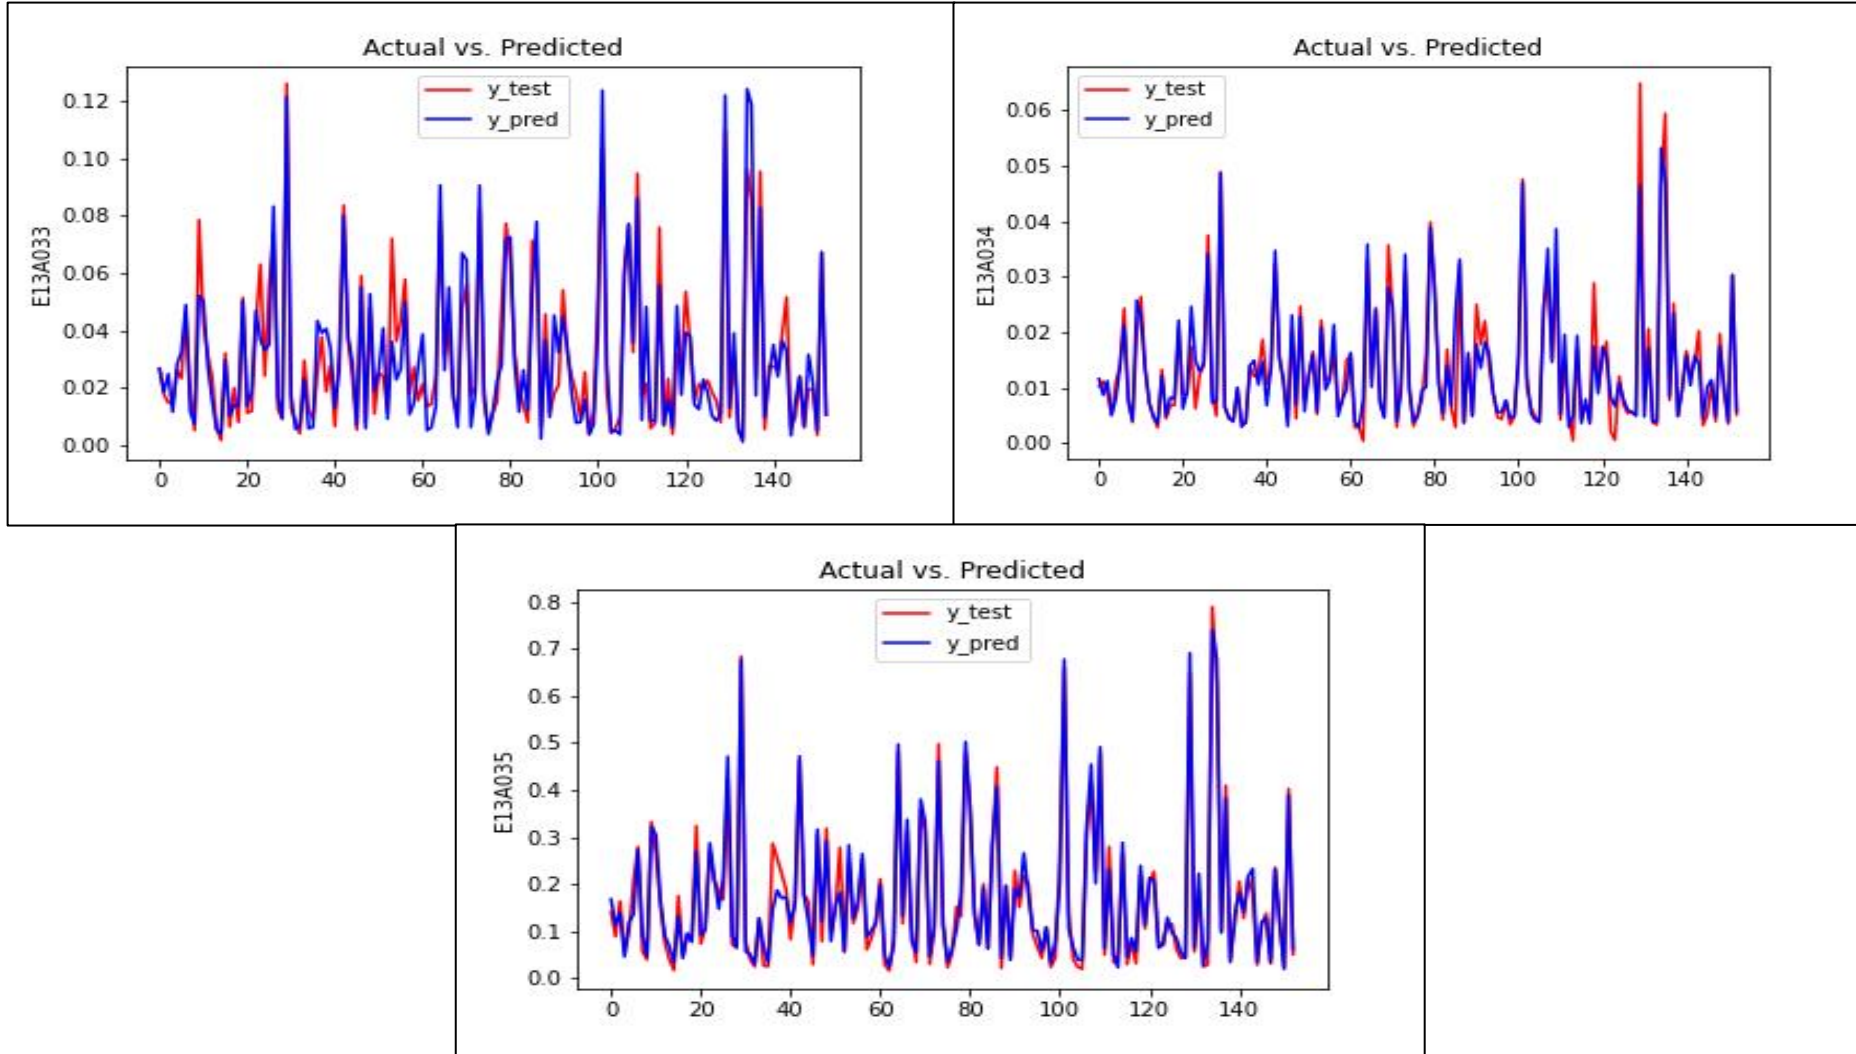 Actual vs. Predicted
y_test
y_pred
E13A033
0.12
0.10
0.08
0.06
0.04
0.02
0.00
0 20 40 60 80 100 120 140
Actual vs. Predicted
y_test
y_pred
E13A034
0.06
0.05
0.04
0.03
0.02
0.01
0.00
0 20 40 60 80 100 120 140
Actual vs. Predicted
y_test
y_pred
E13A035
0.8
0.7
0.6
0.5
0.4
0.3
0.2
0.1
0.0
0 20 40 60 80 100 120 140